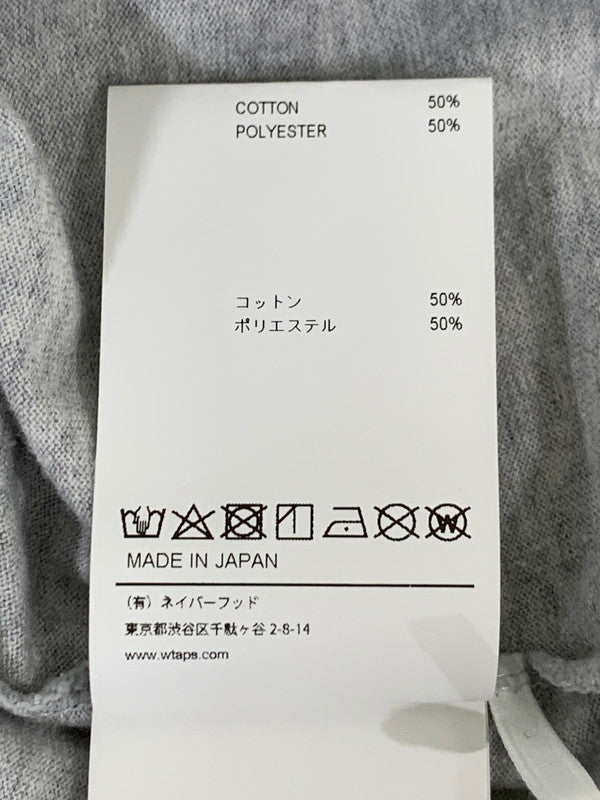 COTTON 50%
POLYESTER 50%
コットン 50%
ポリエステル 50%
MADE IN JAPAN
(有) ネイバーフッド
東京都渋谷区千駄ヶ谷 2-8-14
www.wtaps.com